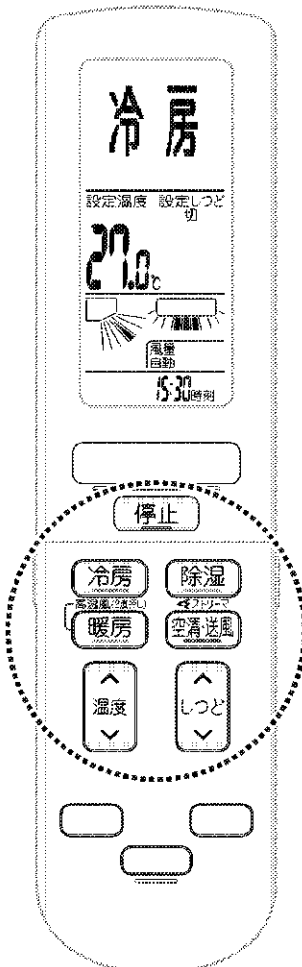 冷房
設定温度 設定しつど
切
27.0℃
風量
自動
15:30時刻
停止
冷房 除湿
暖房 空清・送風
温度 しつど